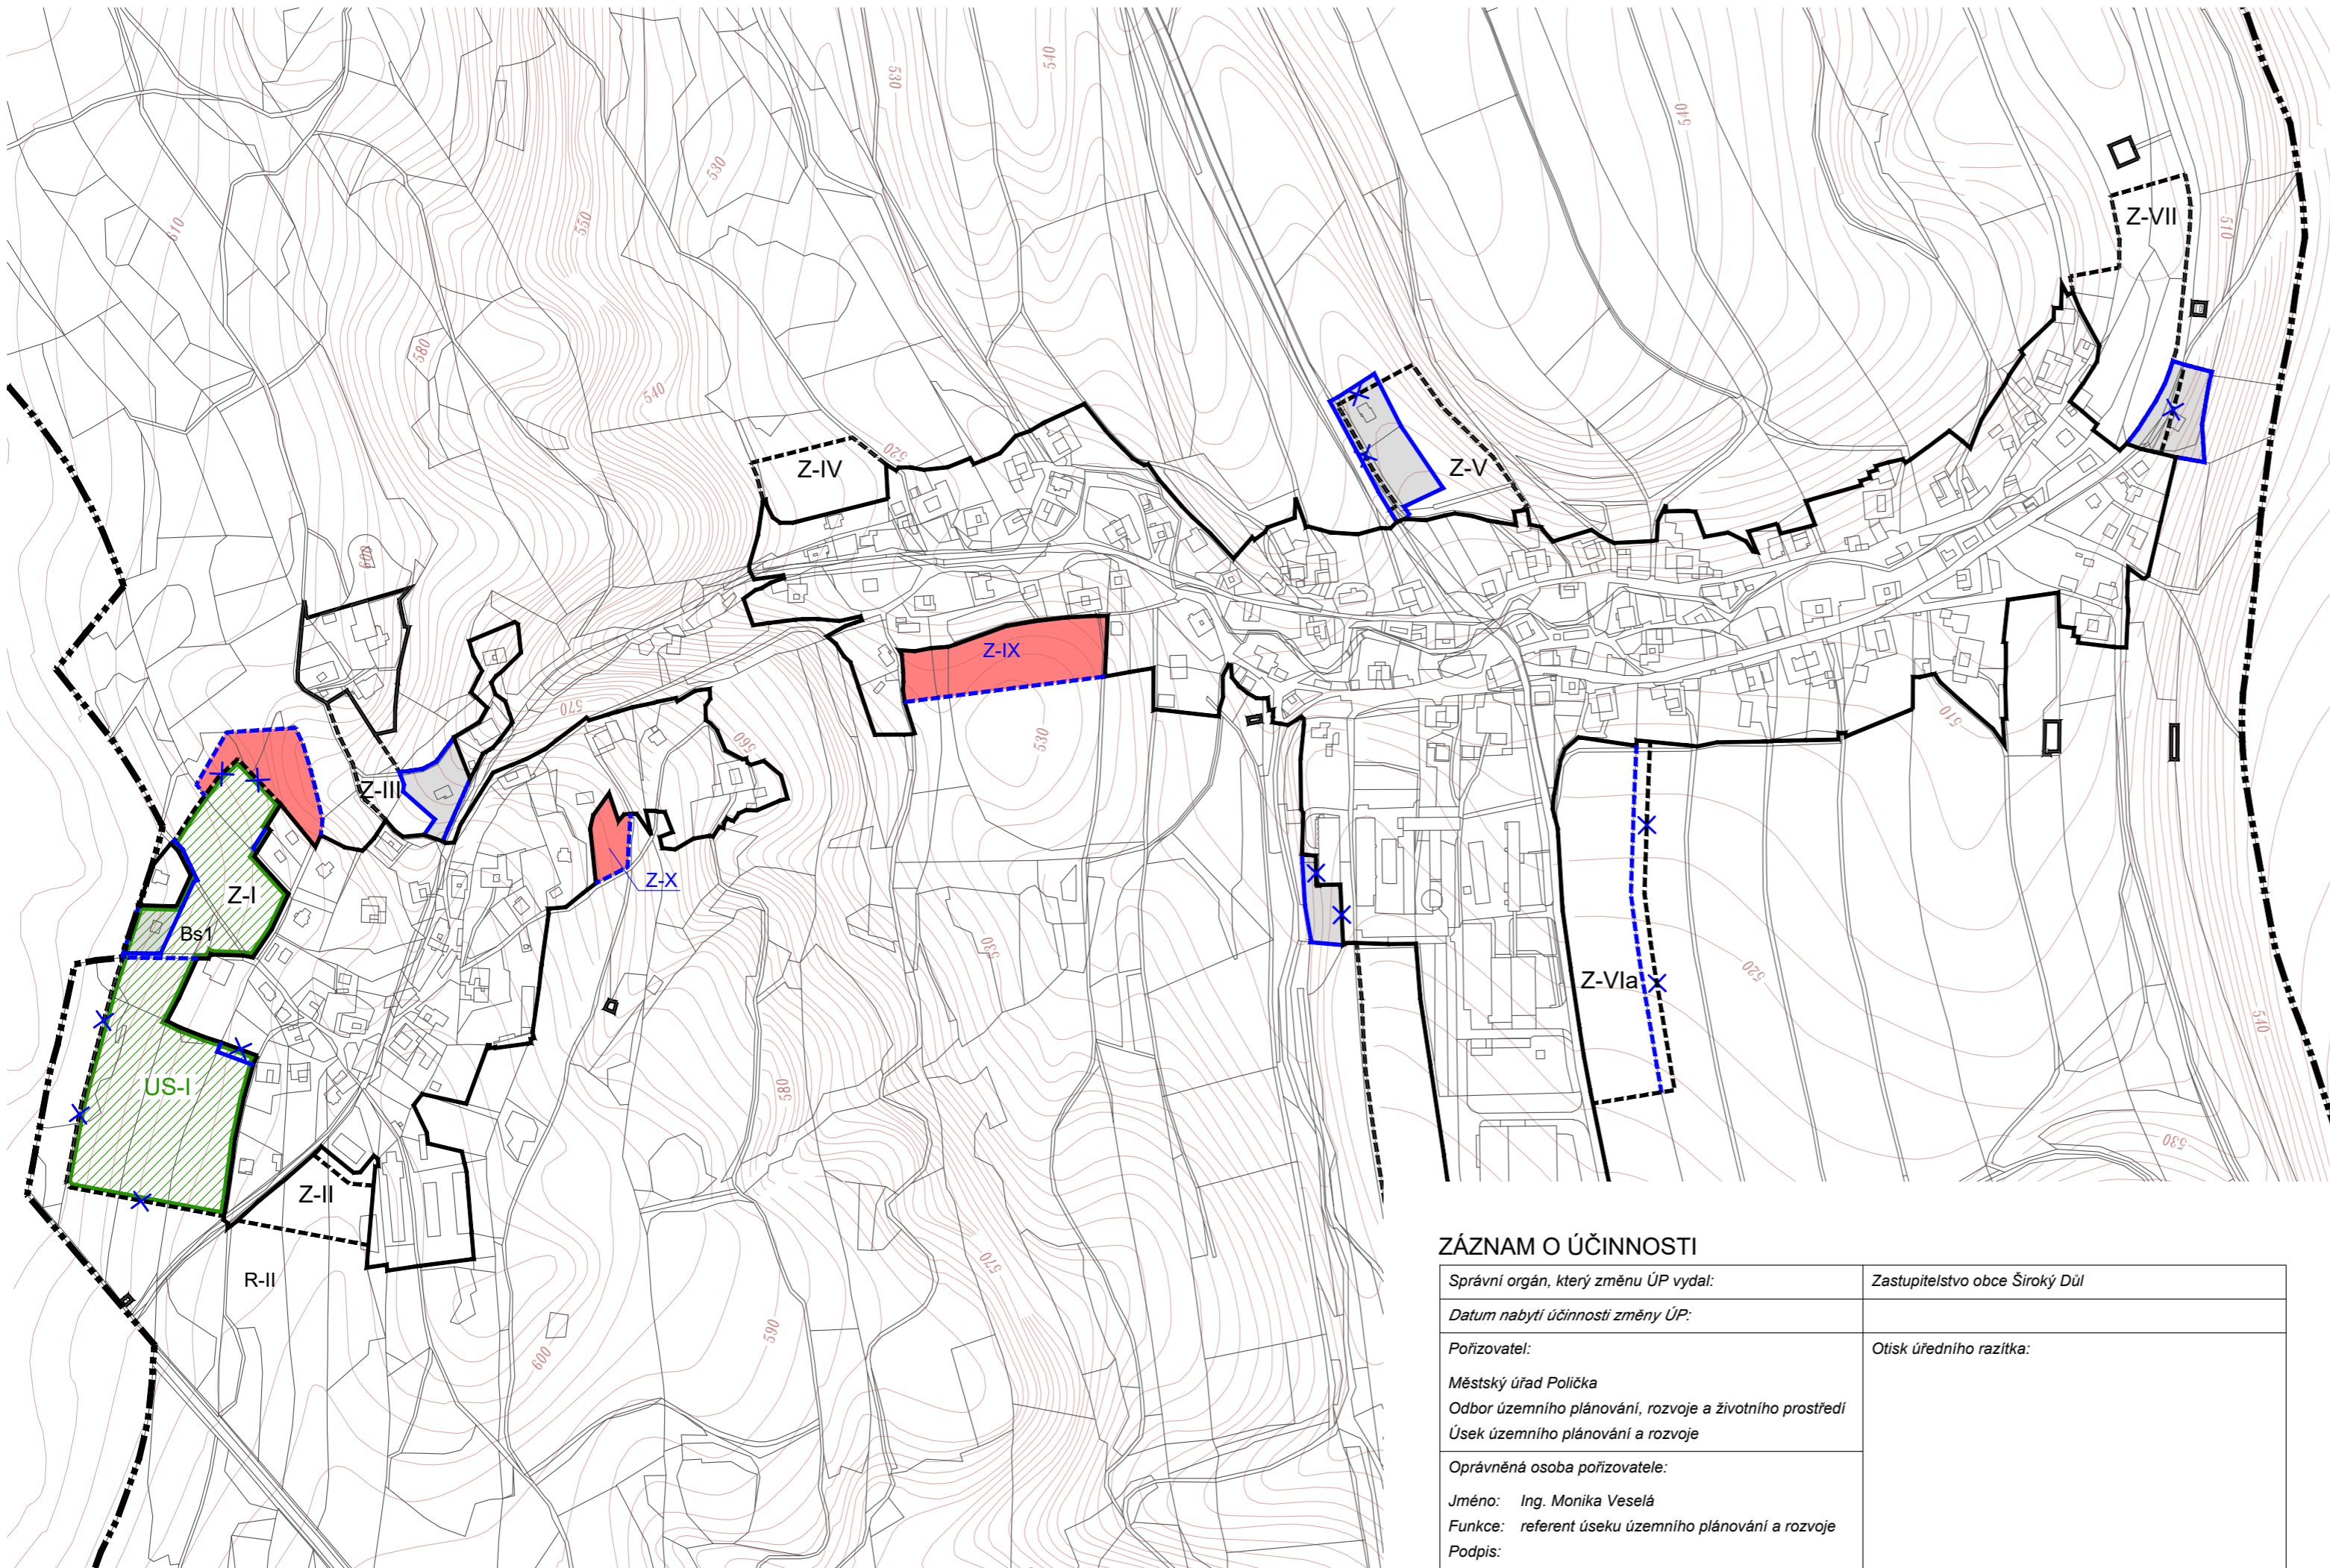 530
540
540
530
610
550
Z-VII
510
580
540
Z-IV
520
Z-V
600
Z-IX
570
560
530
510
Z-III
Z-X
Z-I
Bs1
530
Z-VIa
520
540
US-I
580
530
Z-II
570
R-II
590
600
ZÁZNAM O ÚČINNOSTI
Správní orgán, který změnu ÚP vydal: Zastupitelstvo obce Široký Důl
Datum nabytí účinnosti změny ÚP:
Pořizovatel: Otisk úředního razítka:
Městský úřad Polička
Odbor územního plánování, rozvoje a životního prostředí
Úsek územního plánování a rozvoje
Oprávněná osoba pořizovatele:
Jméno: Ing. Monika Veselá
Funkce: referent úseku územního plánování a rozvoje
Podpis: